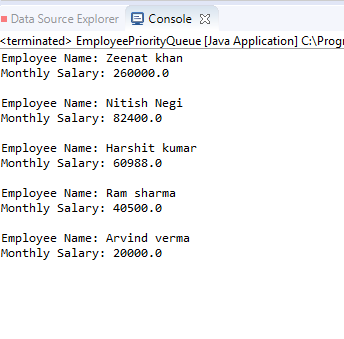 Data Source Explorer Console
<terminated> EmployeePriorityQueue [Java Application] C:\Progr
Employee Name: Zeenat khan
Monthly Salary: 260000.0
Employee Name: Nitish Negi
Monthly Salary: 82400.0
Employee Name: Harshit kumar
Monthly Salary: 60988.0
Employee Name: Ram sharma
Monthly Salary: 40500.0
Employee Name: Arvind verma
Monthly Salary: 20000.0